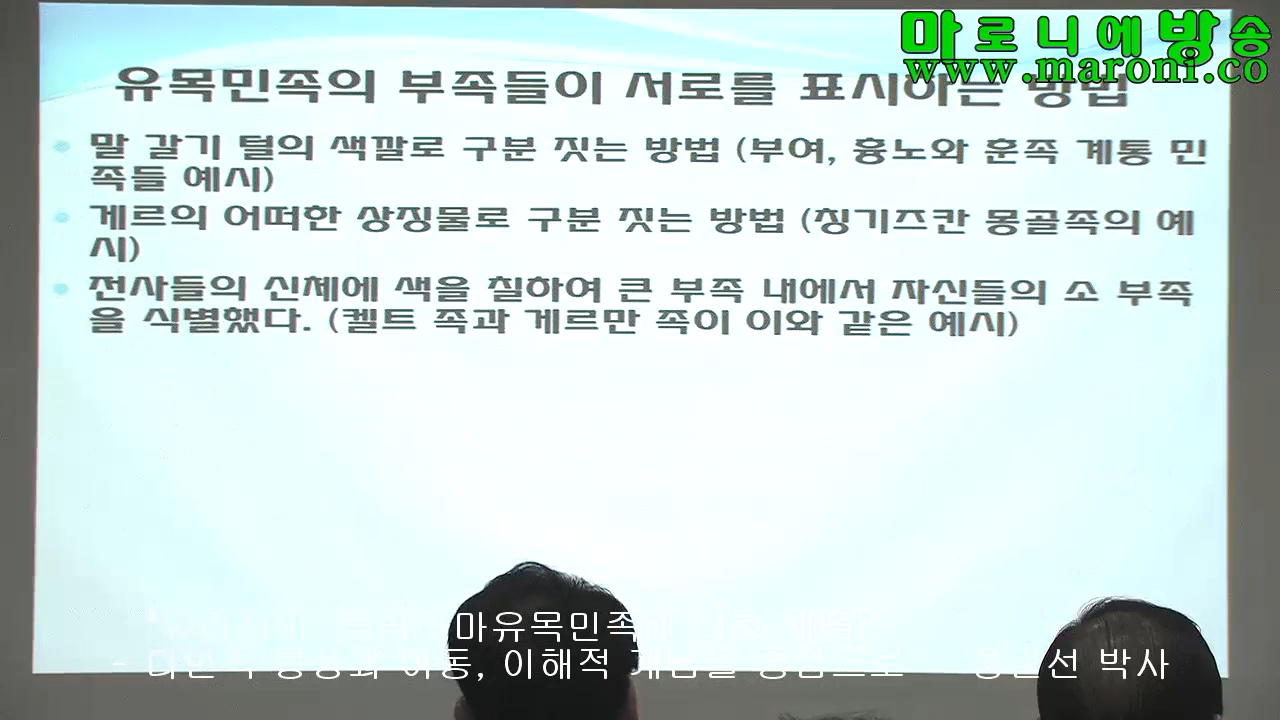 마로니에방송
www.maroni.co
유목민족의 부족들이 서로를 표시하는 방법
말 갈기 털의 색깔로 구분 짓는 방법 (부여, 흉노와 훈족 계통 민
족들 예시)
게르의 어떠한 상징물로 구분 짓는 방법 (칭기즈칸 몽골족의 예
시)
전사들의 신체에 색을 칠하여 큰 부족 내에서 자신들의 소 부족
을 식별했다. (켈트 족과 게르만 족이 이와 같은 예시)
마유목민족
이동, 이해적 박사